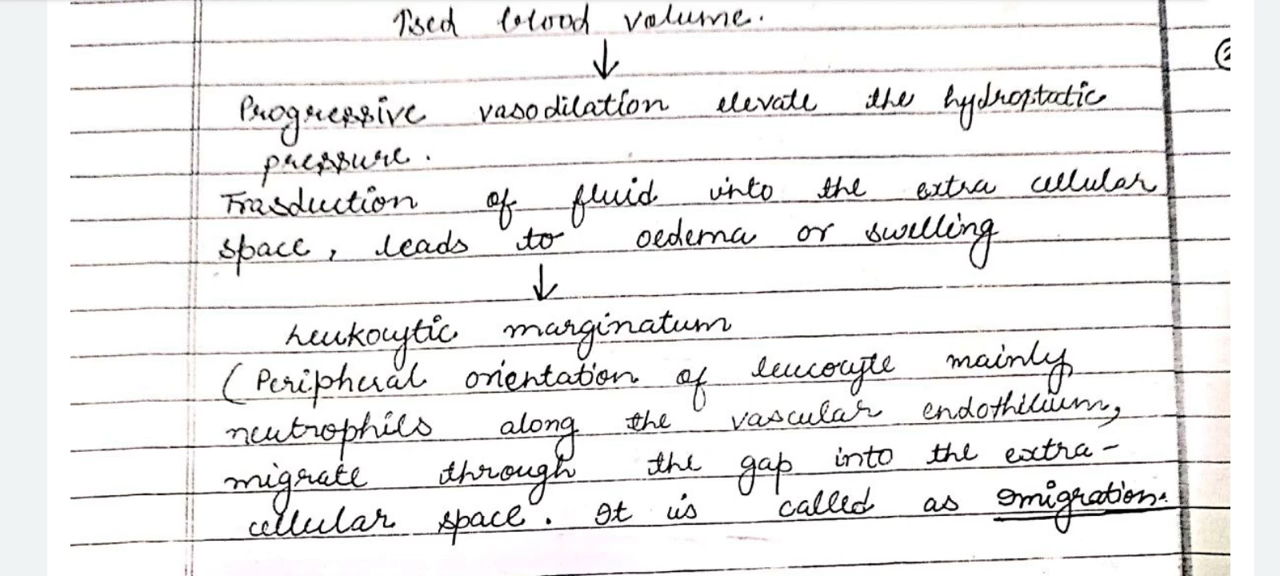 ↑sed blood volume.
↓
Progressive vasodilation elevate the hydrostatic
pressure.
Trasduction of fluid into the extra cellular
space, leads to oedema or swelling
↓
Leukocytic marginatum
(Peripheral orientation of leucocyte mainly
neutrophils along the vascular endothelium,
migrate through the gap into the extra-
cellular space. It is called as emigration.